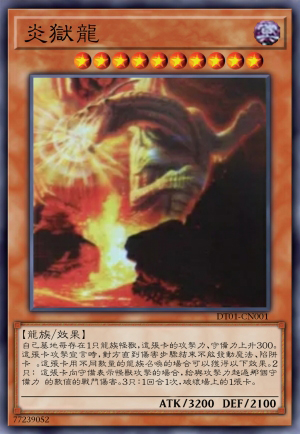 炎獄龍
DT01-CN001
【龍族/效果】
自己墓地每存在1只龍族怪獸,這張卡的攻擊力,守備力上升300。
這張卡攻擊宣言時,對方直到傷害步驟結束不能發動魔法,陷阱
卡 。這張卡用不同數量的龍族召喚的場合可以獲得以下效果。2
只: 這張卡向守備表示怪獸攻擊的場合,給與攻擊力超過那個守
備力 的數值的戰鬥傷害。3只:1回合1次,破壞場上的1張卡。
ATK/3200 DEF/2100
77239052